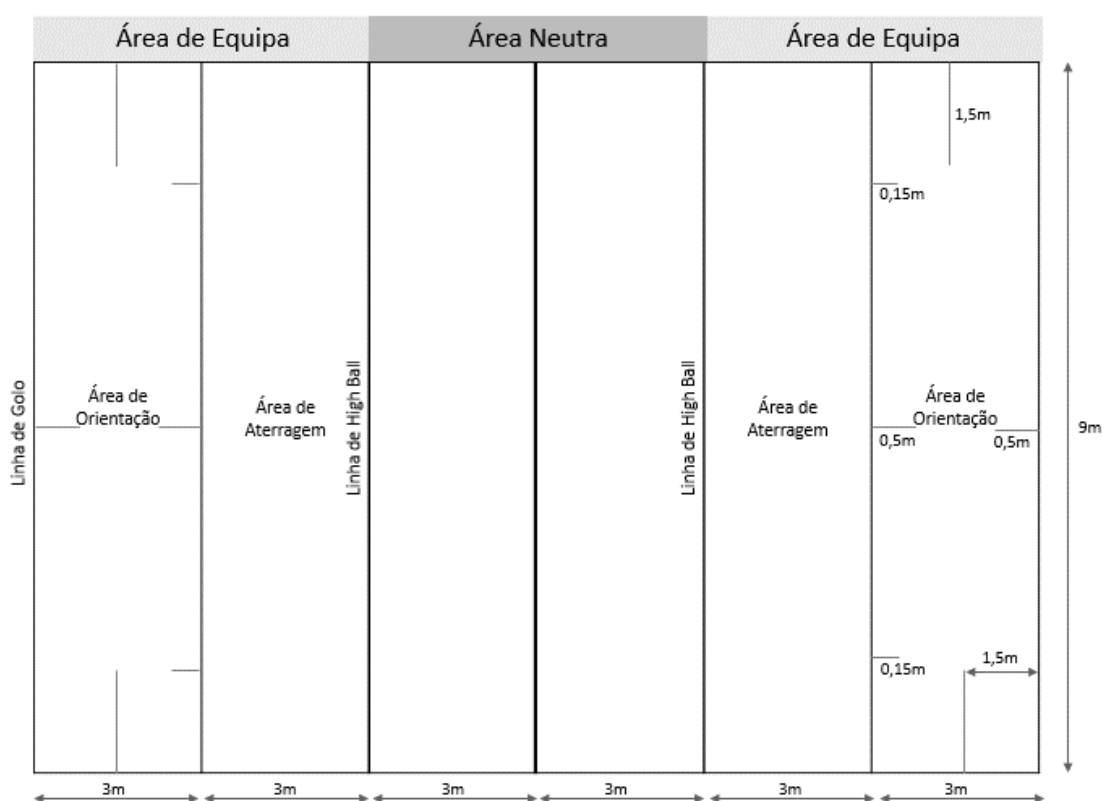 Área de Equipa
Área Neutra
Área de Equipa
1,5m
0,15m
Linha de Golo
Área de
Orientação
Área de
Aterragem
Linha de High Ball
Linha de High Ball
Área de
Aterragem
0,5m
Área de
Orientação
0,5m
9m
0,15m
1,5m
3m
3m
3m
3m
3m
3m